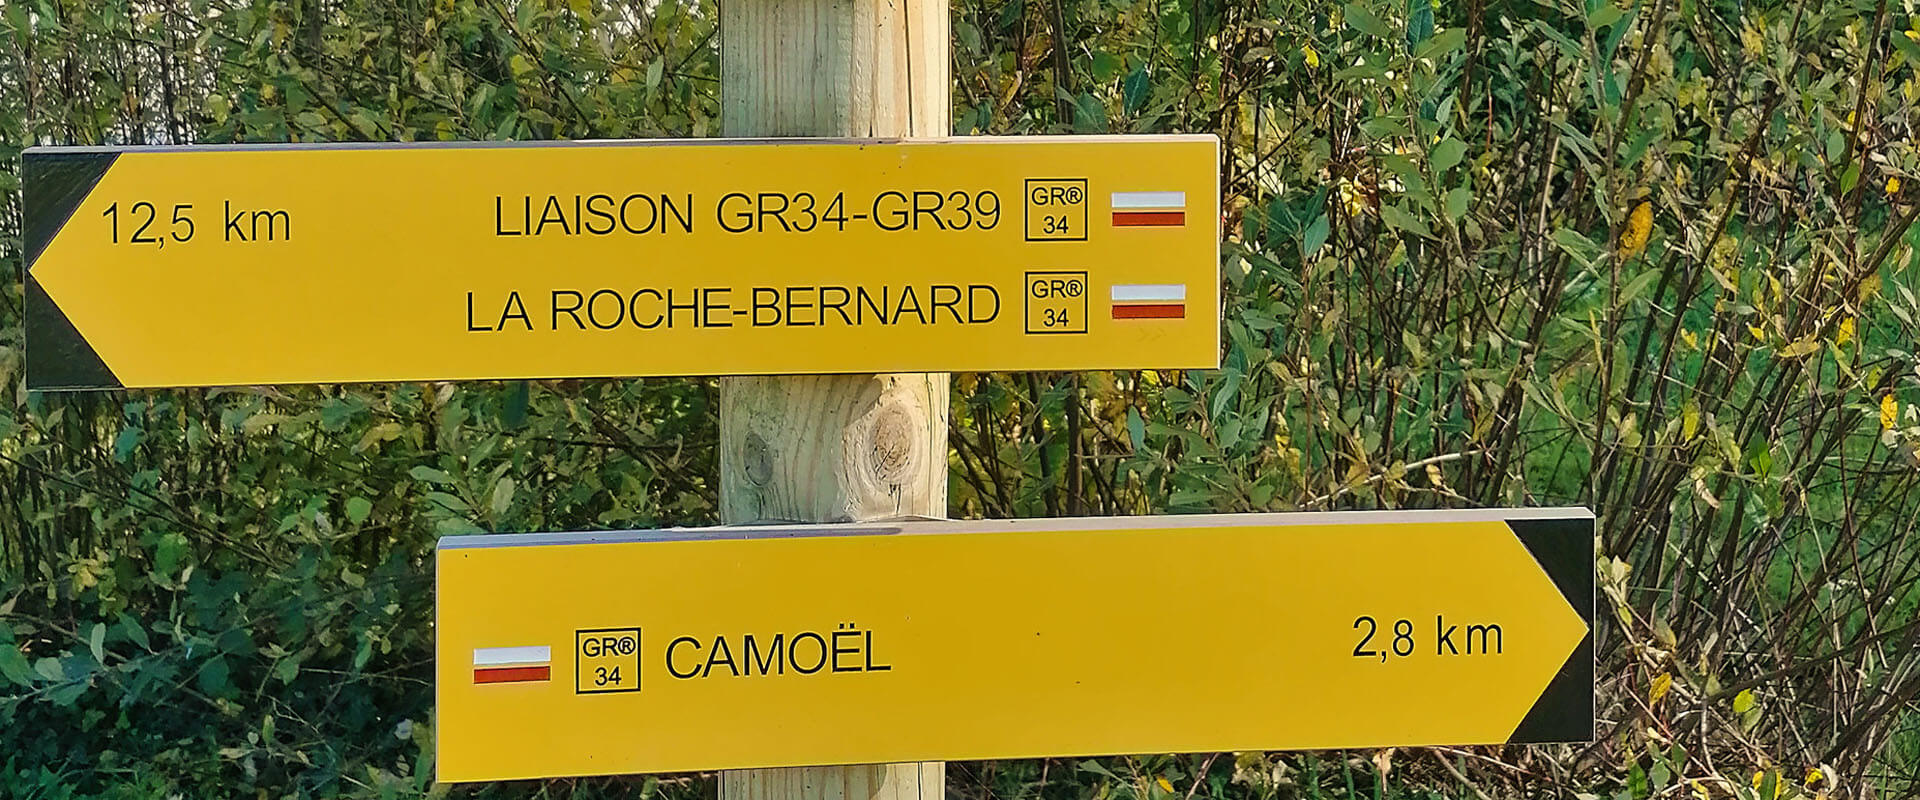 12,5 km LIAISON GR34-GR39 GR® 34
LA ROCHE-BERNARD GR® 34
GR® 34 CAMOËL 2,8 km